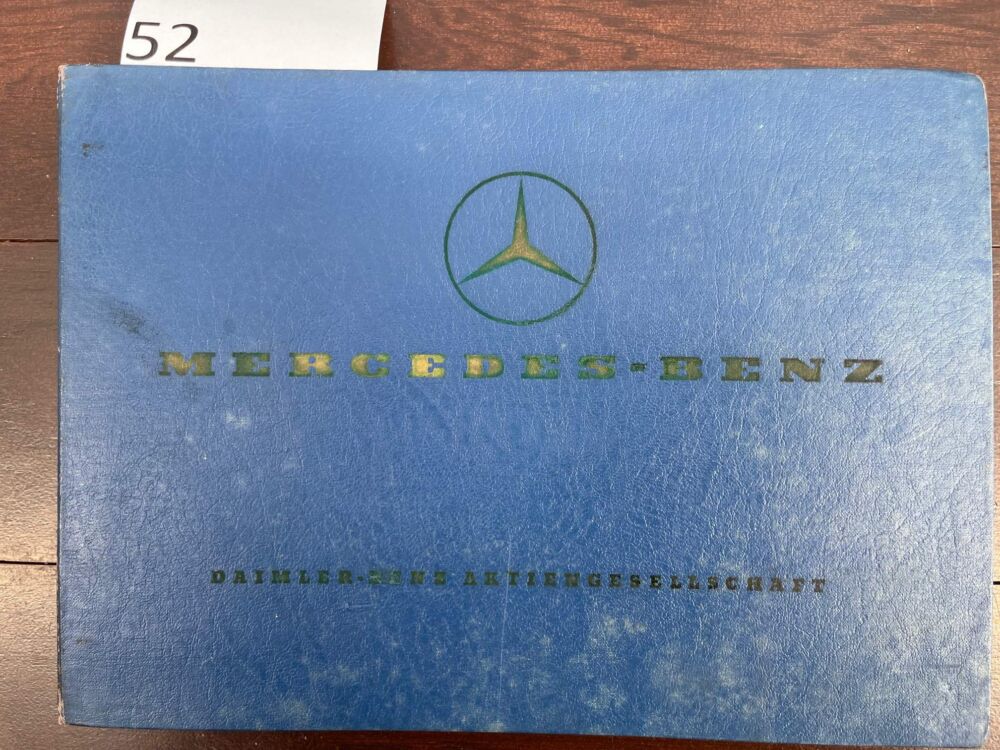 52
MERCEDES-BENZ
DAIMLER-BENZ AKTIENGESELLSCHAFT